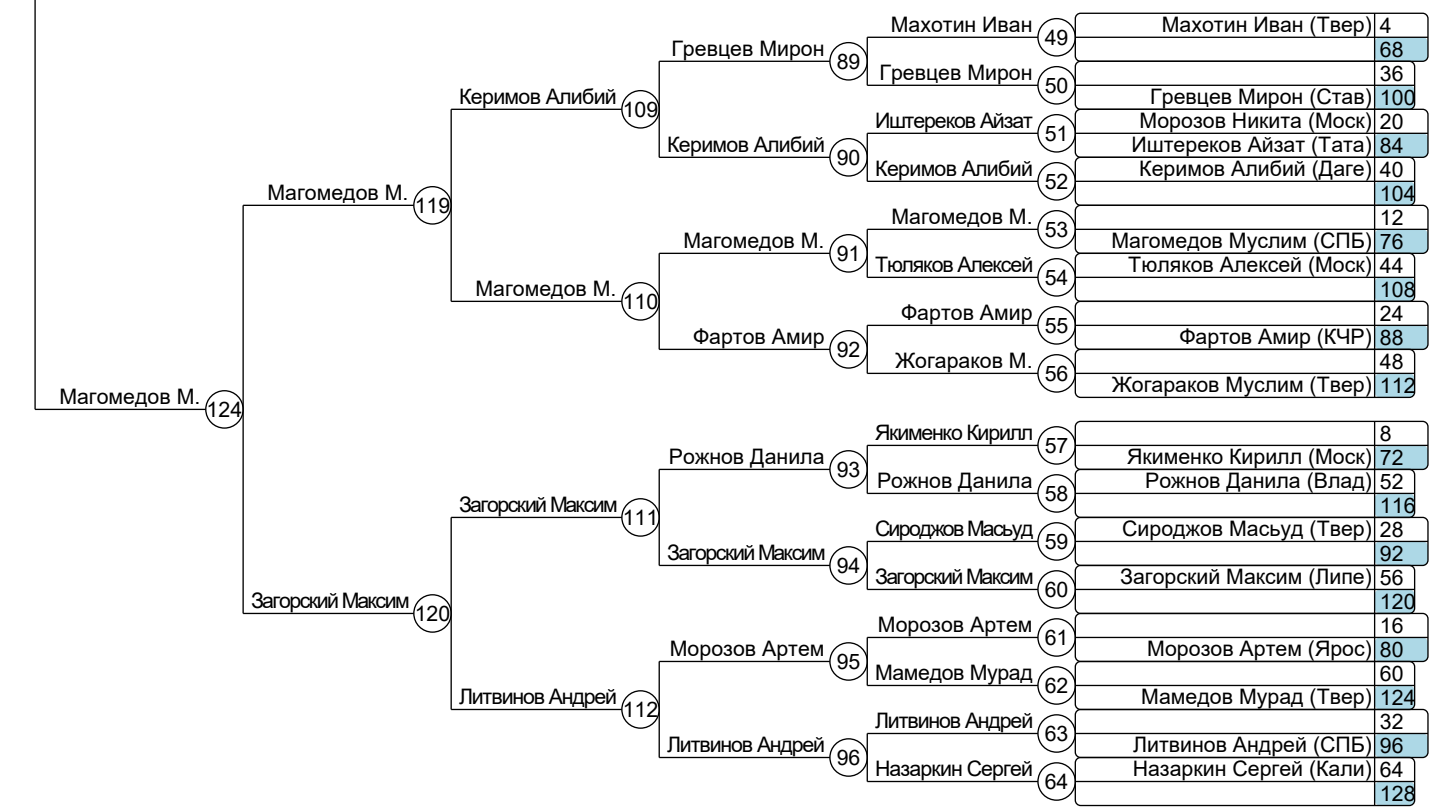 Махотин Иван 49 Махотин Иван (Твер) 4
68
Гревцев Мирон 89
Гревцев Мирон 50 36
Гревцев Мирон (Став) 100
Керимов Алибий 109
Иштереков Айзат 51 Морозов Никита (Моск) 20
Иштереков Айзат (Тата) 84
Керимов Алибий 90
Керимов Алибий 52 Керимов Алибий (Даге) 40
104
Магомедов М. 119
Магомедов М. 53 12
Магомедов Муслим (СПБ) 76
Магомедов М. 91
Тюляков Алексей 54 Тюляков Алексей (Моск) 44
108
Магомедов М. 110
Фартов Амир 55 24
Фартов Амир (КЧР) 88
Фартов Амир 92
Жогараков М. 56 48
Жогараков Муслим (Твер) 112
Магомедов М. 124
Якименко Кирилл 57 8
Якименко Кирилл (Моск) 72
Рожнов Данила 93
Рожнов Данила 58 Рожнов Данила (Влад) 52
116
Загорский Максим 111
Сироджов Масьуд 59 Сироджов Масьуд (Твер) 28
92
Загорский Максим 94
Загорский Максим 60 Загорский Максим (Липе) 56
120
Загорский Максим 120
Морозов Артем 61 16
Морозов Артем (Ярос) 80
Морозов Артем 95
Мамедов Мурад 62 60
Мамедов Мурад (Твер) 124
Литвинов Андрей 112
Литвинов Андрей 63 32
Литвинов Андрей (СПБ) 96
Литвинов Андрей 96
Назаркин Сергей 64 Назаркин Сергей (Кали) 64
128